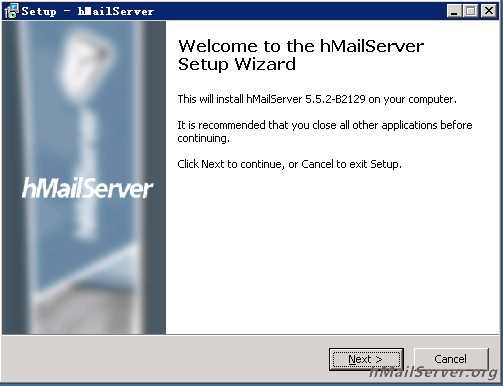 Setup - hMailServer
Welcome to the hMailServer
Setup Wizard
This will install hMailServer 5.5.2-B2129 on your computer.
It is recommended that you close all other applications before
continuing.
Click Next to continue, or Cancel to exit Setup.
hMailServer
Next >
Cancel
hMailServer.org